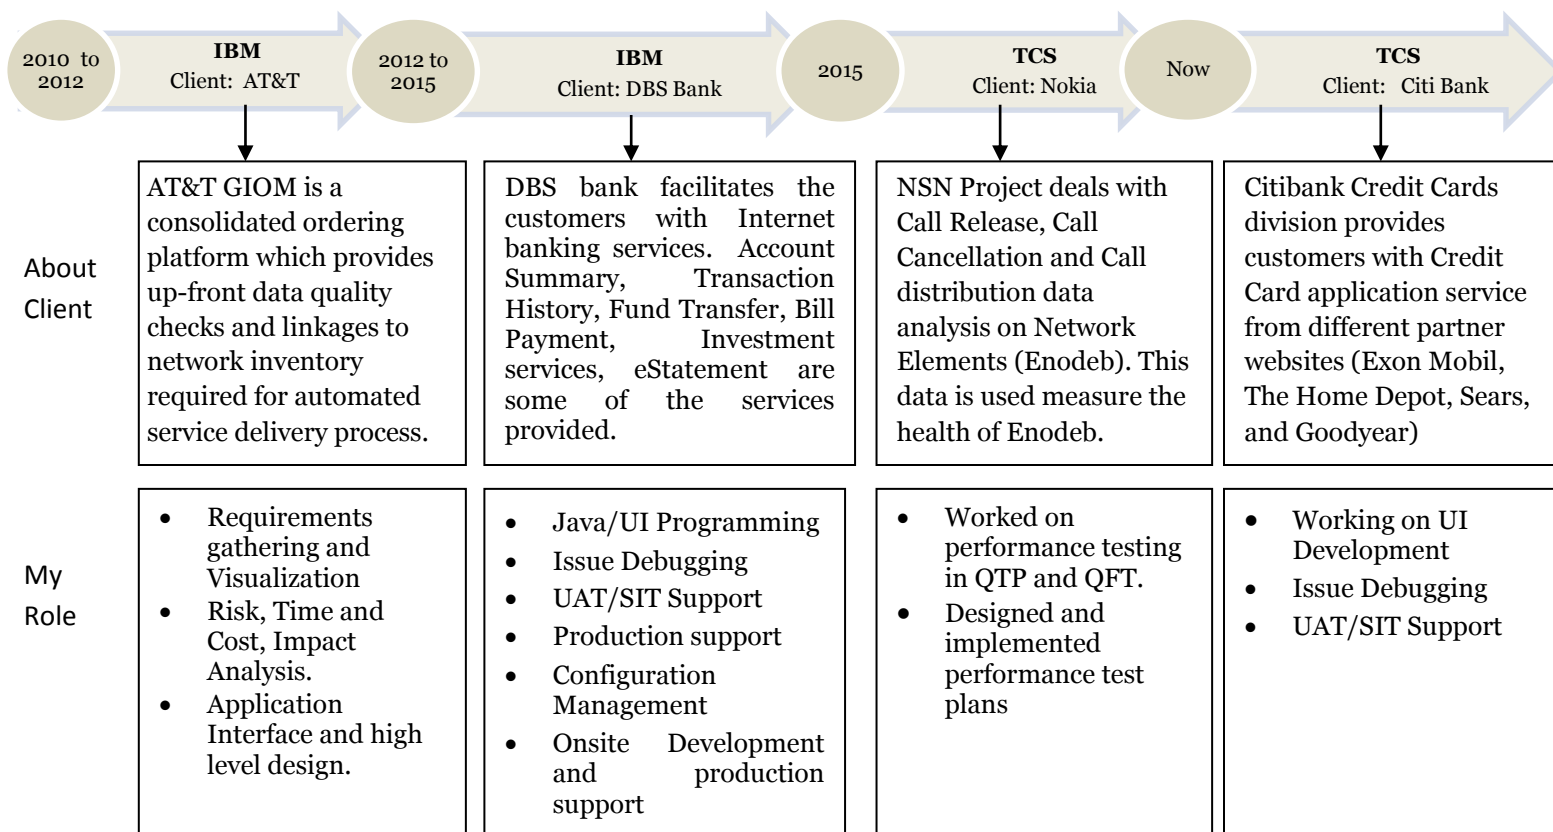 2010 to
2012
IBM
Client: AT&T
2012 to
2015
IBM
Client: DBS Bank
2015
TCS
Client: Nokia
Now
TCS
Client: Citi Bank
About
Client
AT&T GIOM is a
consolidated ordering
platform which provides
up-front data quality
checks and linkages to
network inventory
required for automated
service delivery process.
DBS bank facilitates the
customers with Internet
banking services. Account
Summary, Transaction
History, Fund Transfer, Bill
Payment, Investment
services, eStatement are
some of the services
provided.
NSN Project deals with
Call Release, Call
Cancellation and Call
distribution data
analysis on Network
Elements (Enodeb). This
data is used measure the
health of Enodeb.
Citibank Credit Cards
division provides
customers with Credit
Card application service
from different partner
websites (Exon Mobil,
The Home Depot, Sears,
and Goodyear)
My
Role
• Requirements
gathering and
Visualization
• Risk, Time and
Cost, Impact
Analysis.
• Application
Interface and high
level design.
• Java/UI Programming
• Issue Debugging
• UAT/SIT Support
• Production support
• Configuration
Management
• Onsite Development
and production
support
• Worked on
performance testing
in QTP and QFT.
• Designed and
implemented
performance test
plans
• Working on UI
Development
• Issue Debugging
• UAT/SIT Support